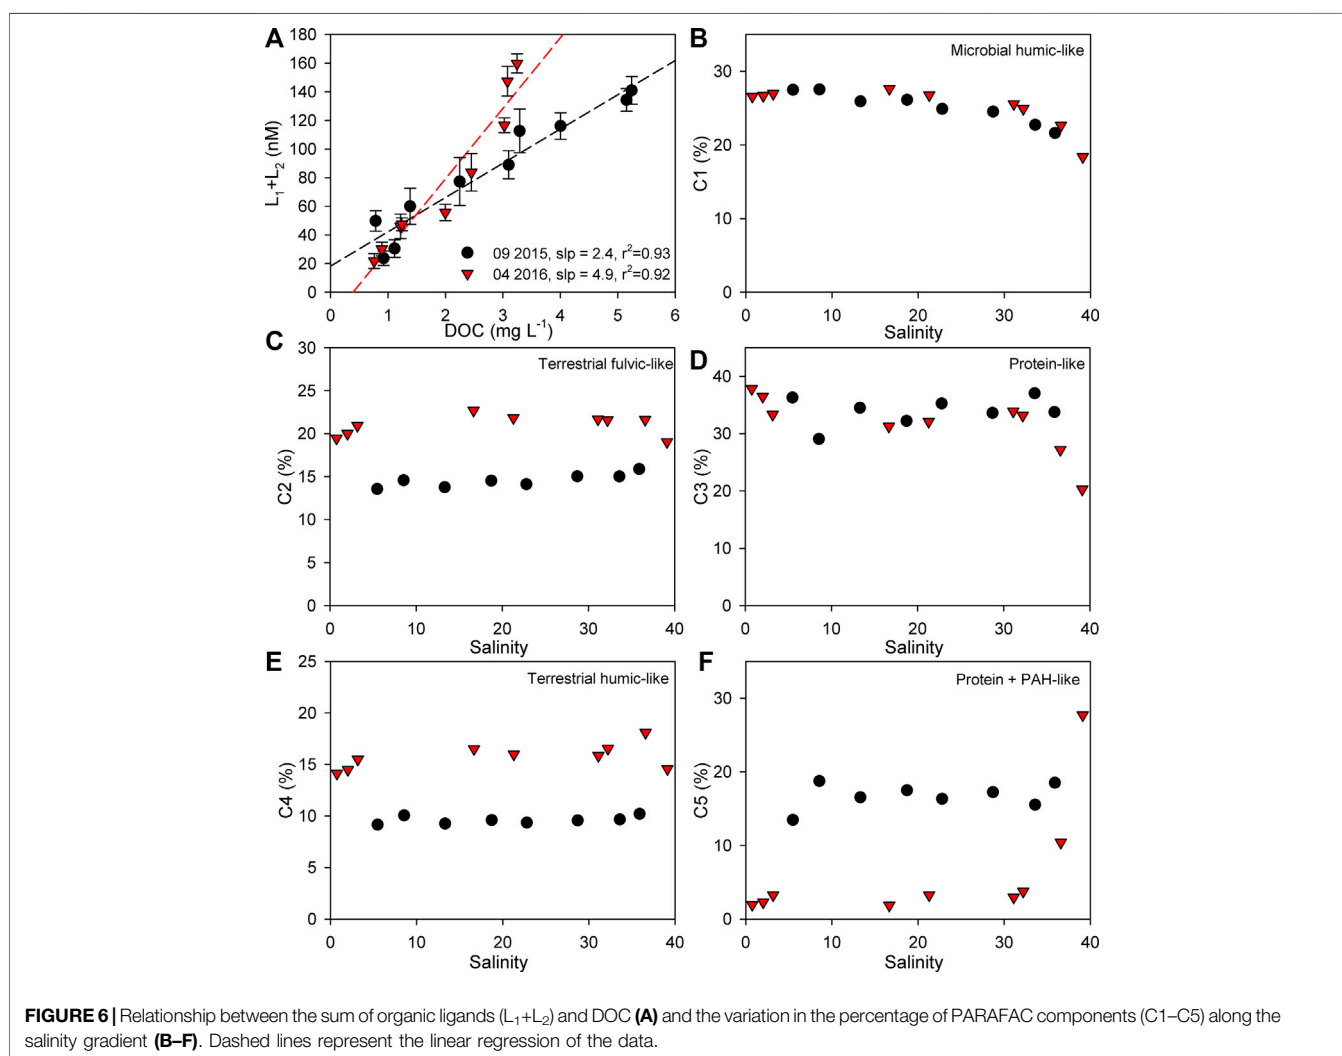 A
180
160
140
120
100
80
60
40
20
0
L₁+L₂ (nM)
09 2015, slp = 2.4, r²=0.93
04 2016, slp = 4.9, r²=0.92
0 1 2 3 4 5 6
DOC (mg L⁻¹)
B
Microbial humic-like
30
20
10
0
C1 (%)
0 10 20 30 40
Salinity
C
Terrestrial fulvic-like
30
25
20
15
10
5
0
C2 (%)
0 10 20 30 40
Salinity
D
Protein-like
40
30
20
10
0
C3 (%)
0 10 20 30 40
Salinity
E
Terrestrial humic-like
25
20
15
10
5
0
C4 (%)
0 10 20 30 40
Salinity
F
Protein + PAH-like
30
20
10
0
C5 (%)
0 10 20 30 40
Salinity
FIGURE 6 | Relationship between the sum of organic ligands (L₁+L₂) and DOC (A) and the variation in the percentage of PARAFAC components (C1–C5) along the
salinity gradient (B–F). Dashed lines represent the linear regression of the data.